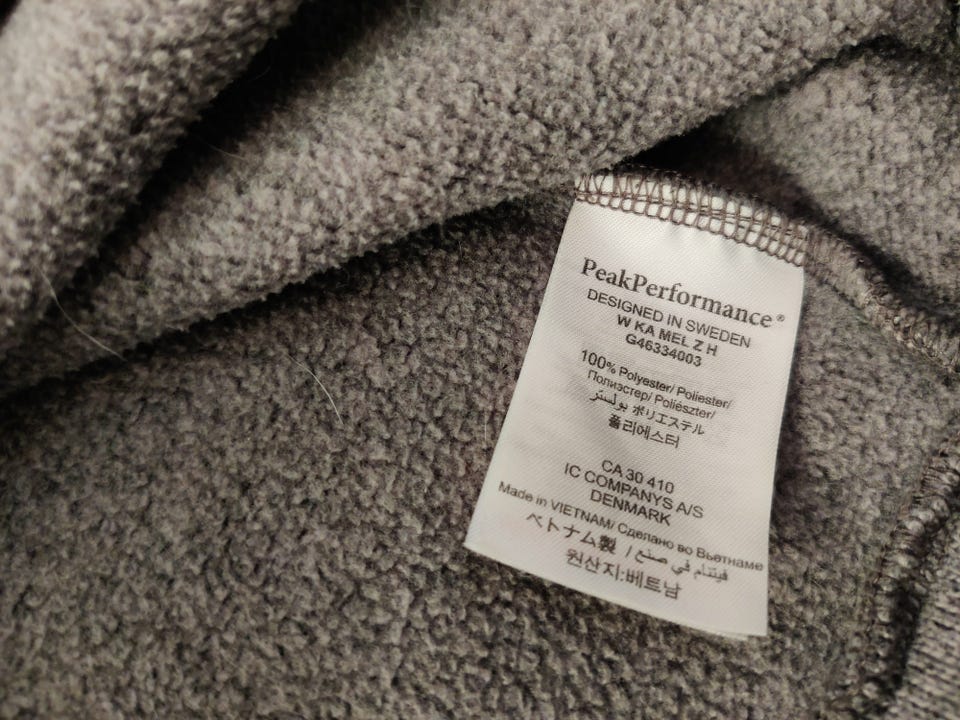 PeakPerformance®
DESIGNED IN SWEDEN
W KA MEL Z H
G46334003
100% Polyester/ Poliester/
Полиэстер/ Poliészter/
بوليستر ポリエステル
폴리에스터
CA 30 410
IC COMPANYS A/S
DENMARK
Made in VIETNAM/ Сделано во Вьетнаме
ベトナム製 / فيتنام في صنع
원산지:베트남